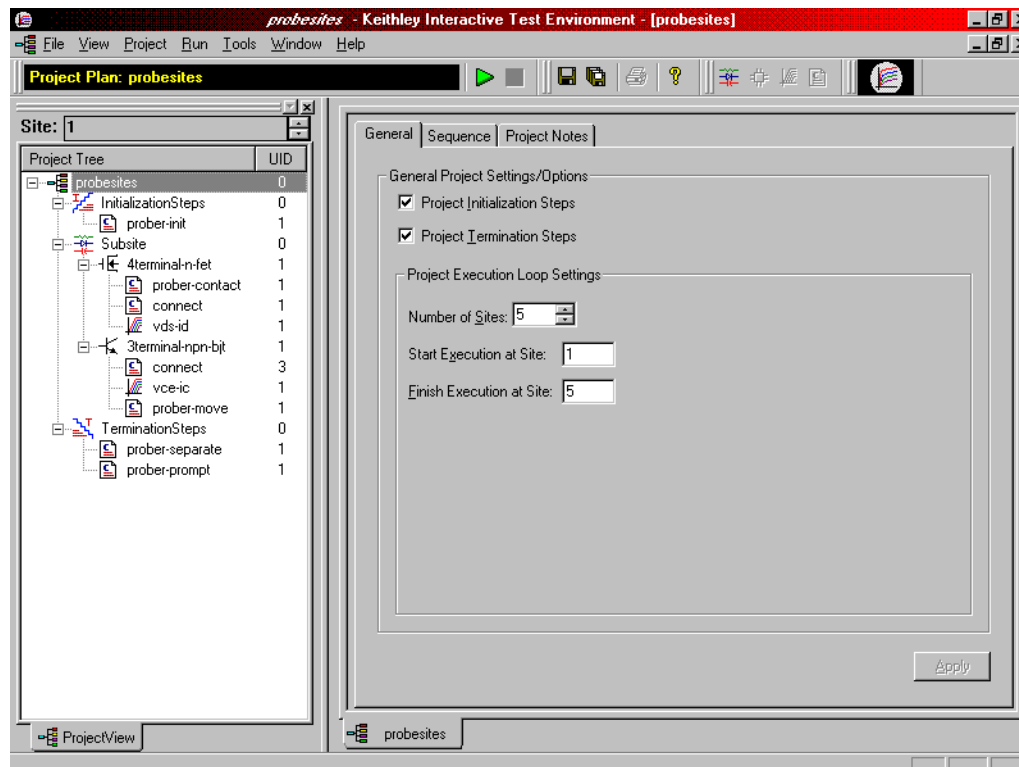 probesites - Keithley Interactive Test Environment - [probesites]
File View Project Run Tools Window Help
Project Plan: probesites
Site: 1
Project Tree UID
probesites 0
InitializationSteps 0
prober-init 1
Subsite 0
4terminal-n-fet 1
prober-contact 1
connect 1
vds-id 1
3terminal-npn-bjt 1
connect 3
vce-ic 1
prober-move 1
TerminationSteps 0
prober-separate 1
prober-prompt 1
ProjectView
General Sequence Project Notes
General Project Settings/Options
Project Initialization Steps
Project Termination Steps
Project Execution Loop Settings
Number of Sites: 5
Start Execution at Site: 1
Finish Execution at Site: 5
Apply
probesites